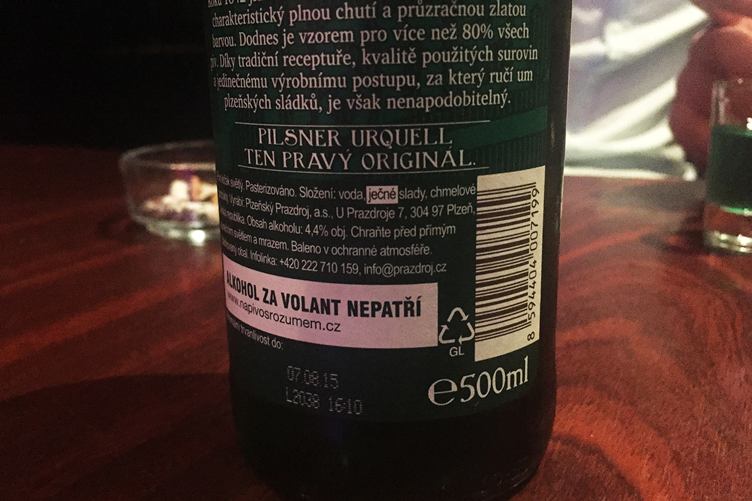 charakteristický plnou chutí a průzračnou zlatou
barvou. Dodnes je vzorem pro více než 80% všech
piv. Díky tradiční receptuře, kvalitě použitých surovin
a jedinečnému výrobnímu postupu, za který ručí um
plzeňských sládků, je však nenapodobitelný.
PILSNER URQUELL
TEN PRAVÝ ORIGINÁL.
světlý. Pasterizováno. Složení: voda, ječné slady, chmelové
Vyrábí: Plzeňský Prazdroj, a.s., U Prazdroje 7, 304 97 Plzeň,
republika. Obsah alkoholu: 4,4% obj. Chraňte před přímým
světlem a mrazem. Baleno v ochranné atmosféře.
obal. Infolinka: +420 222 710 159, info@prazdroj.cz
ALKOHOL ZA VOLANT NEPATŘÍ
www.napivosrozumem.cz
trvanlivost do:
07 08 15
L2038 16:10
GL
e500ml
8 594404 007199